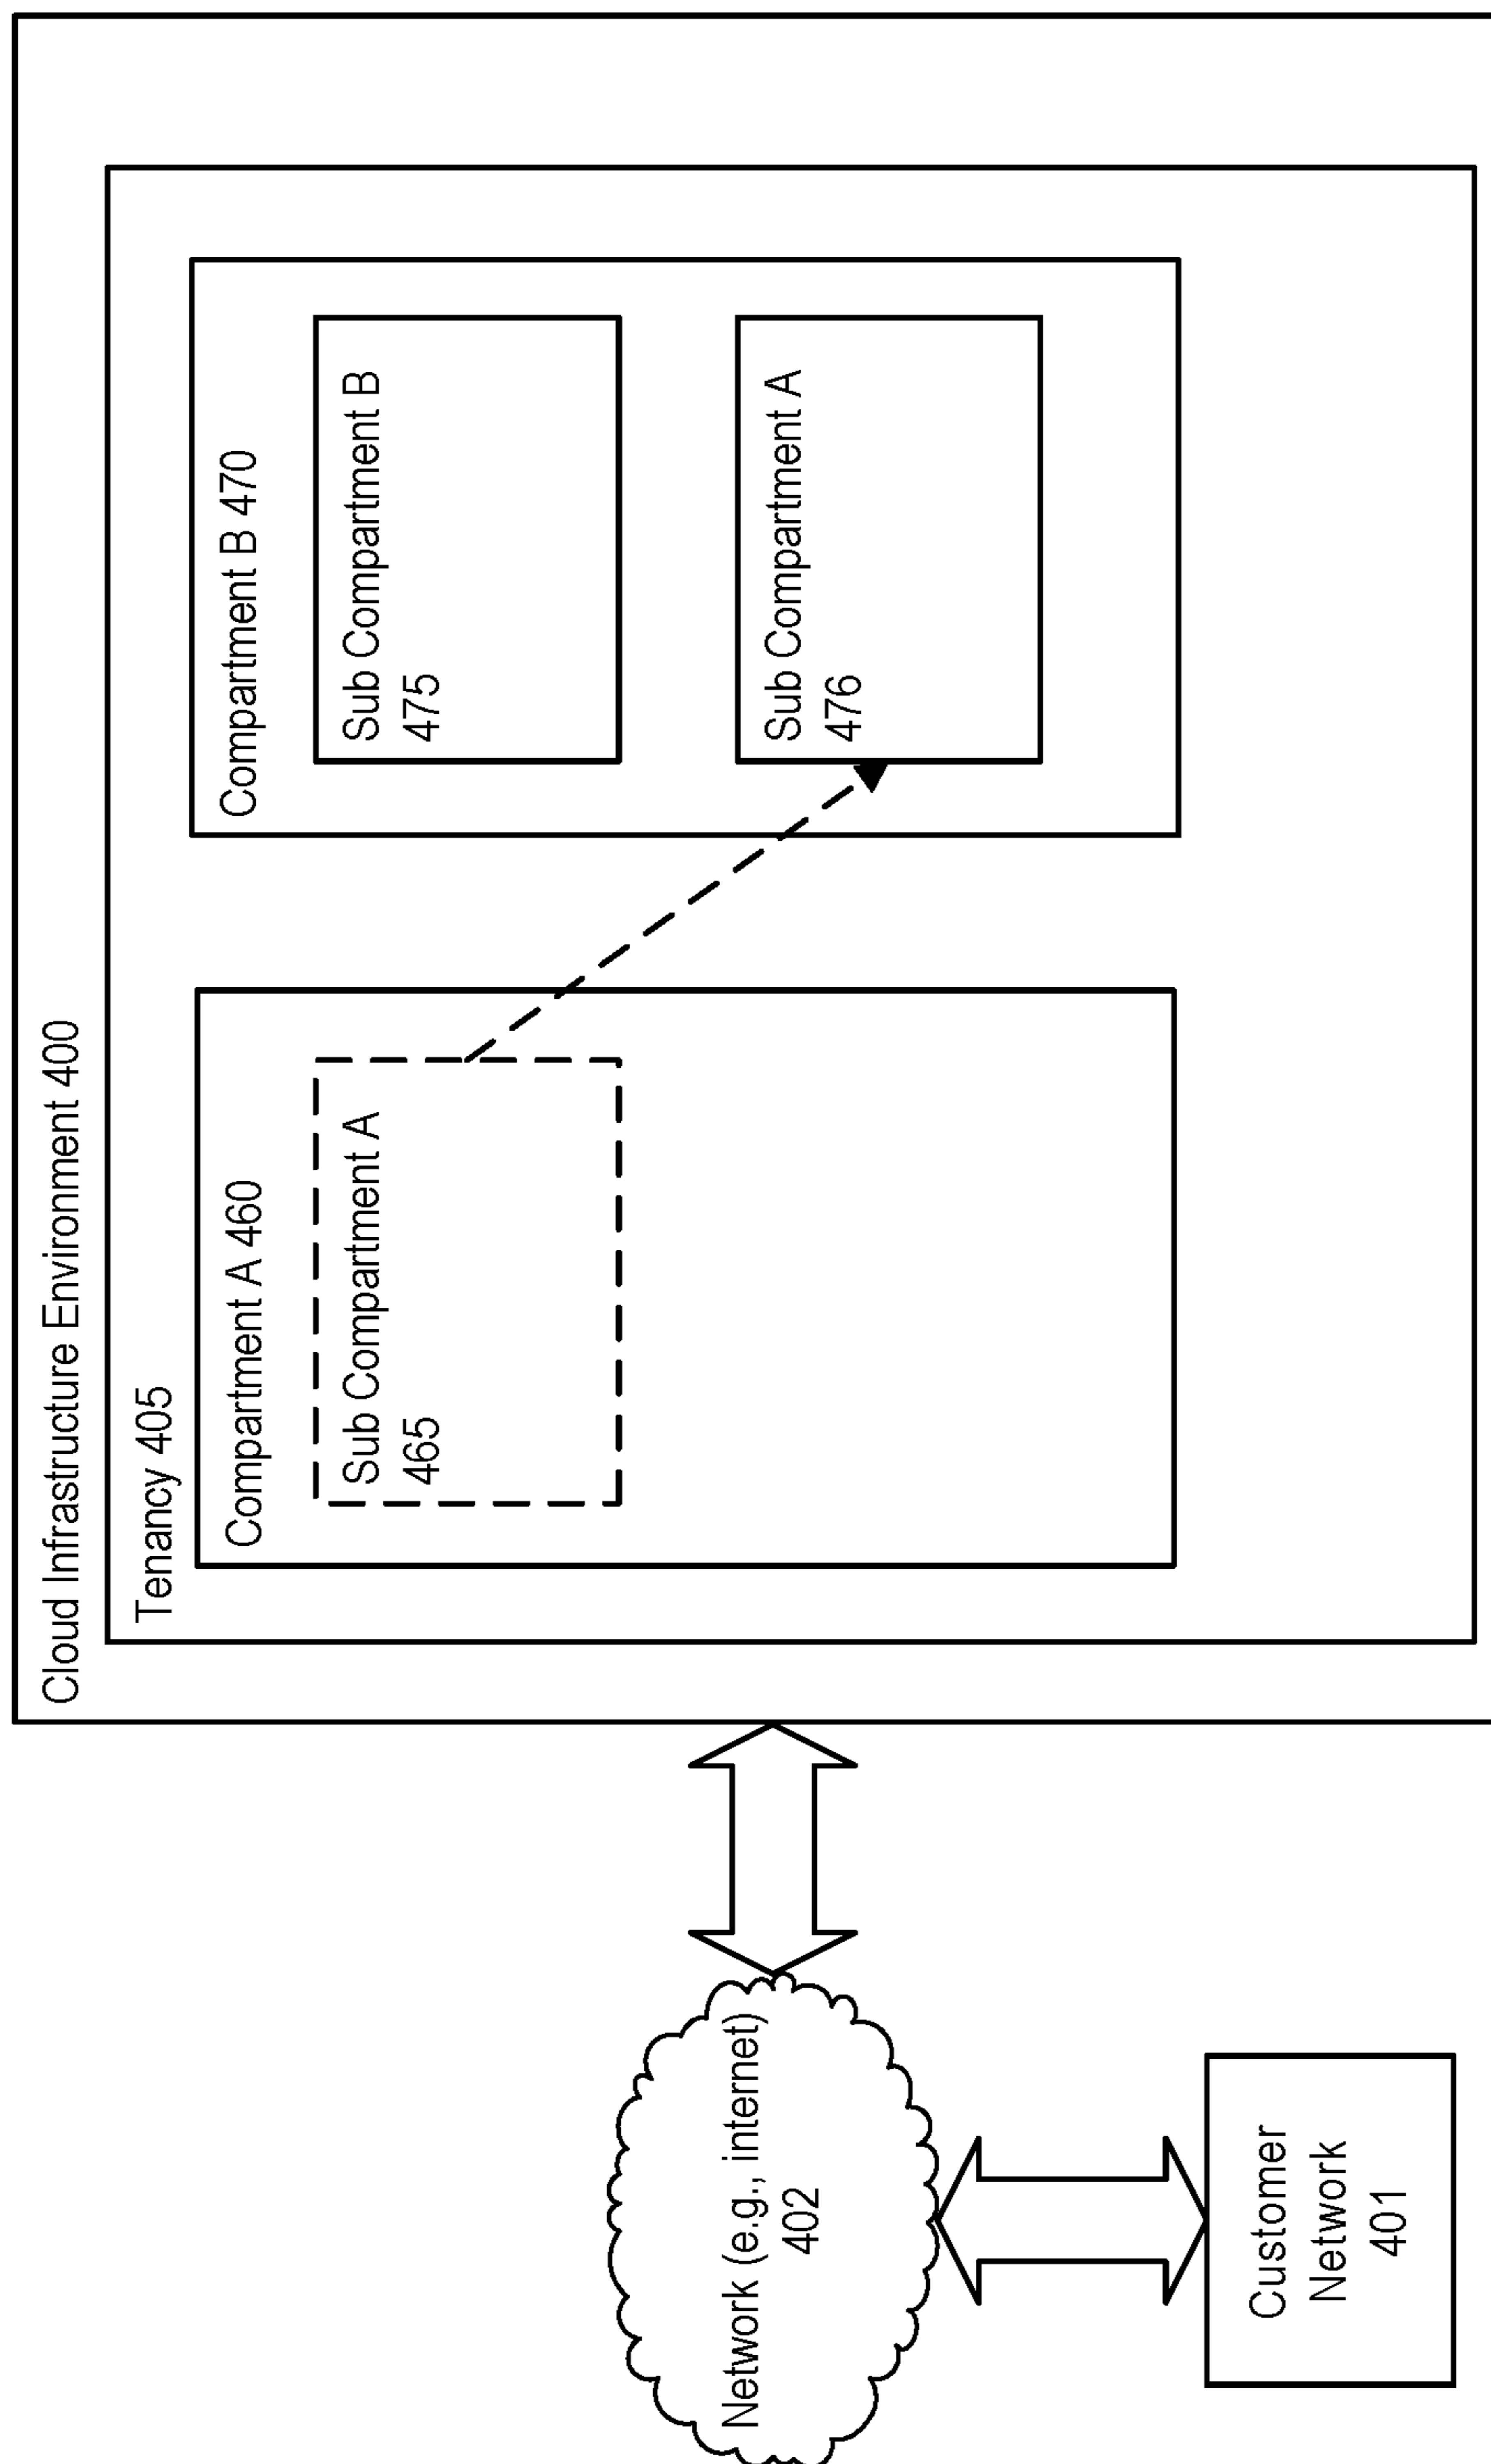 Cloud Infrastructure Environment 400
Tenancy 405
Compartment A 460
Sub Compartment A
465
Compartment B 470
Sub Compartment B
475
Sub Compartment A
476
Network (e.g., internet)
402
Customer
Network
401